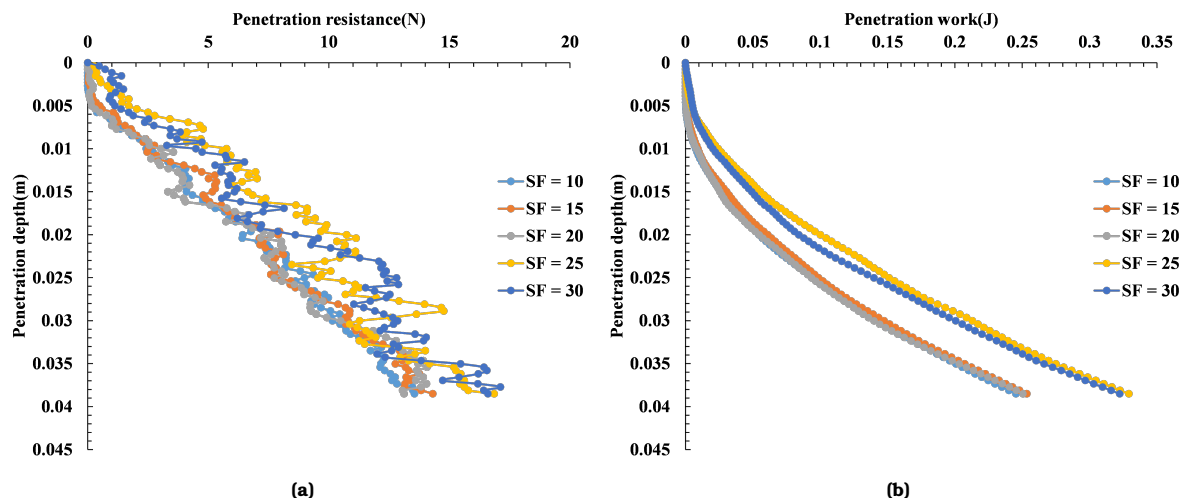 Penetration resistance(N)
0 5 10 15 20
0
0.005
0.01
0.015
0.02
0.025
0.03
0.035
0.04
0.045
Penetration depth(m)
SF = 10
SF = 15
SF = 20
SF = 25
SF = 30
(a)
Penetration work(J)
0 0.05 0.1 0.15 0.2 0.25 0.3 0.35
0
0.005
0.01
0.015
0.02
0.025
0.03
0.035
0.04
0.045
Penetration depth(m)
SF = 10
SF = 15
SF = 20
SF = 25
SF = 30
(b)